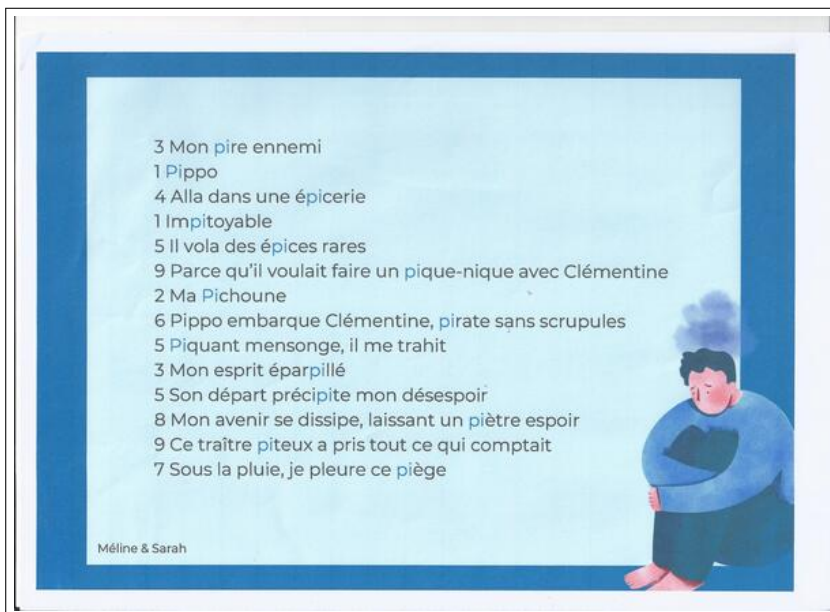 3 Mon pire ennemi
1 Pippo
4 Alla dans une épicerie
1 Impitoyable
5 Il vola des épices rares
9 Parce qu'il voulait faire un pique-nique avec Clémentine
2 Ma Pichoune
6 Pippo embarque Clémentine, pirate sans scrupules
5 Piquant mensonge, il me trahit
3 Mon esprit éparpillé
5 Son départ précipite mon désespoir
8 Mon avenir se dissipe, laissant un piètre espoir
9 Ce traître piteux a pris tout ce qui comptait
7 Sous la pluie, je pleure ce piège
Méline & Sarah